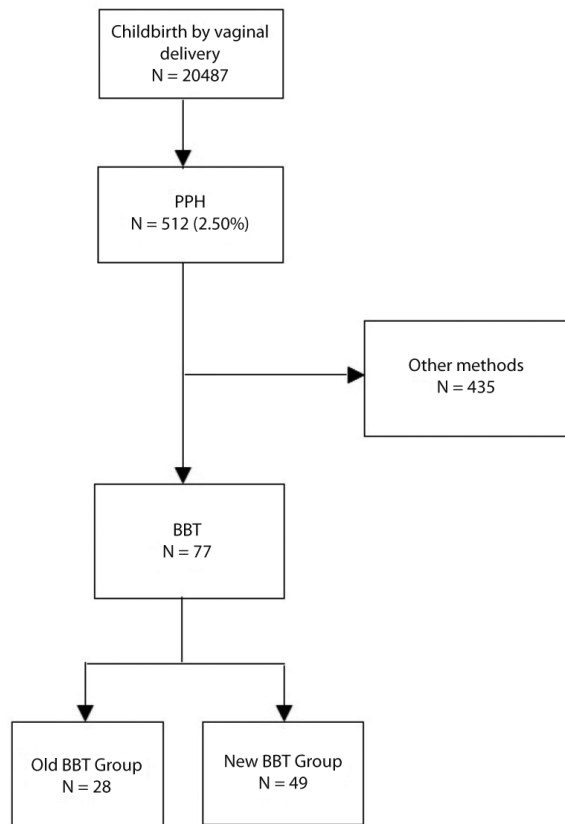 Childbirth by vaginal
delivery
N = 20487
PPH
N = 512 (2.50%)
Other methods
N = 435
BBT
N = 77
Old BBT Group
N = 28
New BBT Group
N = 49